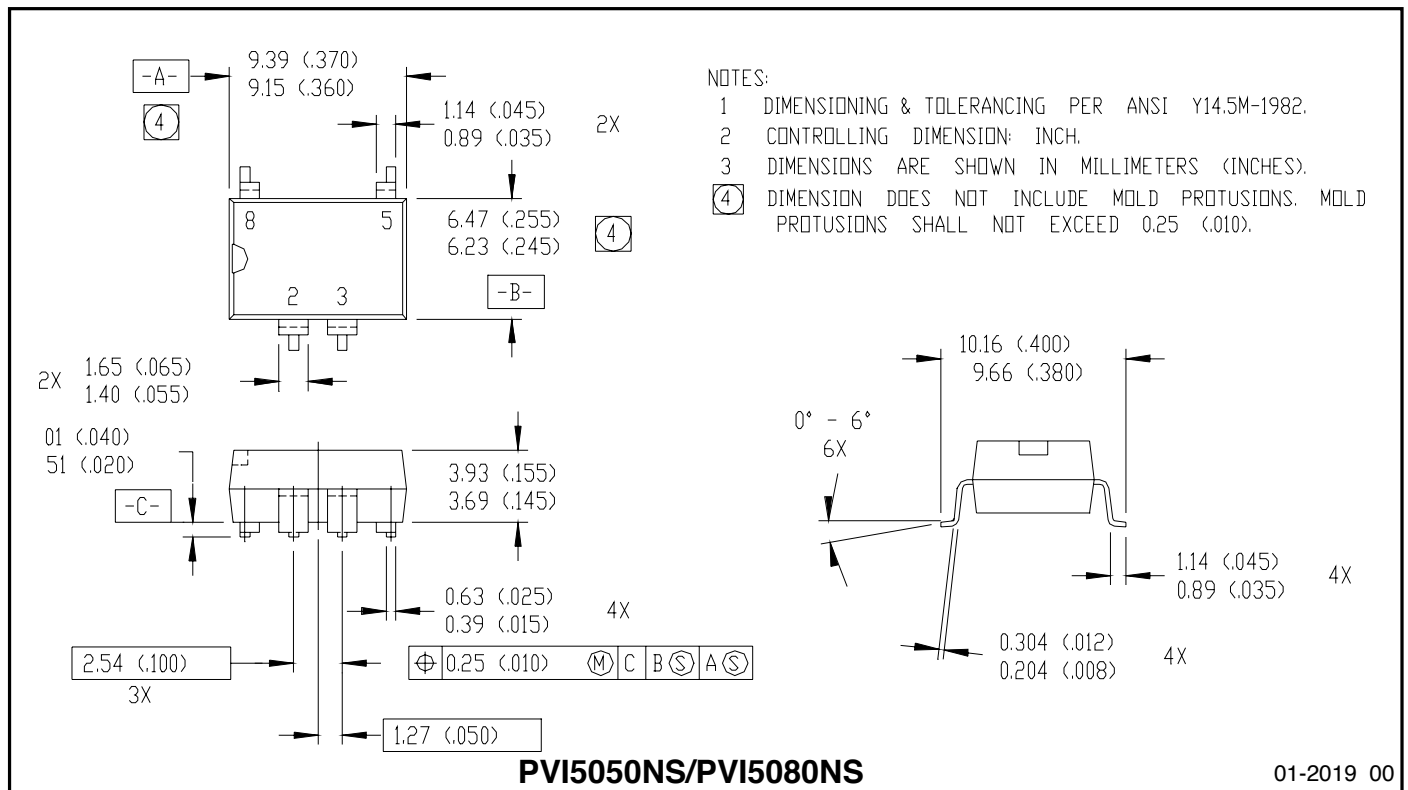 -A-
9.39 (.370)
9.15 (.360)
4
1.14 (.045)
0.89 (.035)
2X
8
5
2
3
6.47 (.255)
6.23 (.245)
4
-B-
2X
1.65 (.065)
1.40 (.055)
NOTES:
1 DIMENSIONING & TOLERANCING PER ANSI Y14.5M-1982.
2 CONTROLLING DIMENSION: INCH.
3 DIMENSIONS ARE SHOWN IN MILLIMETERS (INCHES).
4 DIMENSION DOES NOT INCLUDE MOLD PROTUSIONS. MOLD
PROTUSIONS SHALL NOT EXCEED 0.25 (.010).
01 (.040)
51 (.020)
-C-
3.93 (.155)
3.69 (.145)
0.63 (.025)
0.39 (.015)
4X
2.54 (.100)
3X
⌖ 0.25 (.010) Ⓜ C B Ⓢ A Ⓢ
1.27 (.050)
10.16 (.400)
9.66 (.380)
0° - 6°
6X
1.14 (.045)
0.89 (.035)
4X
0.304 (.012)
0.204 (.008)
4X
PVI5050NS/PVI5080NS
01-2019 00